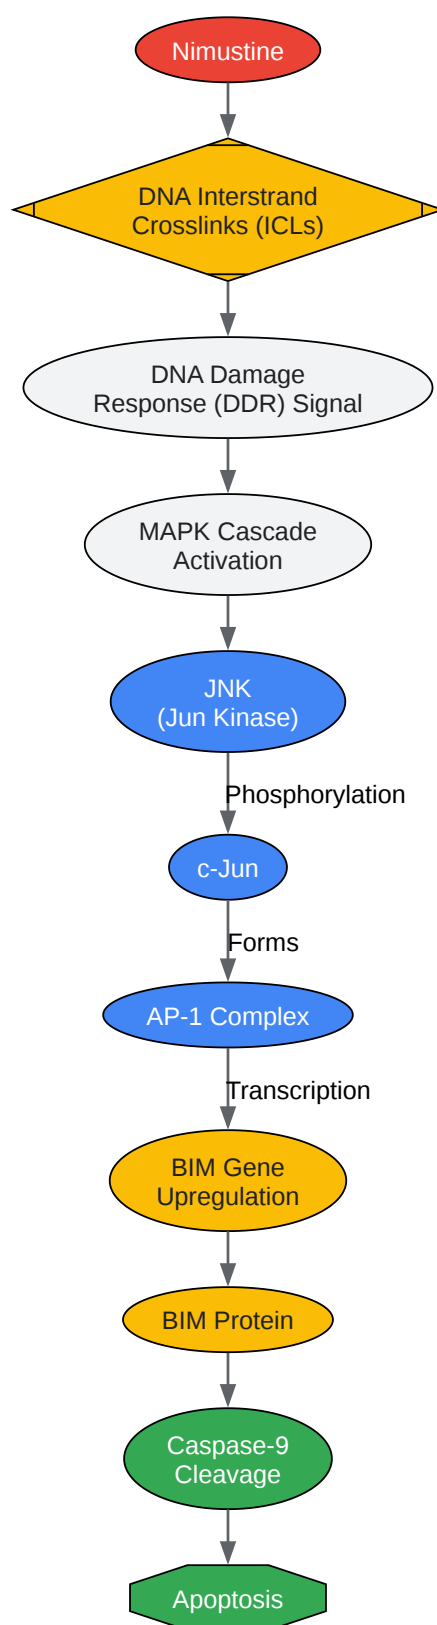 Nimustine
DNA Interstrand
Crosslinks (ICLs)
DNA Damage
Response (DDR) Signal
MAPK Cascade
Activation
JNK
(Jun Kinase)
Phosphorylation
c-Jun
Forms
AP-1 Complex
Transcription
BIM Gene
Upregulation
BIM Protein
Caspase-9
Cleavage
Apoptosis